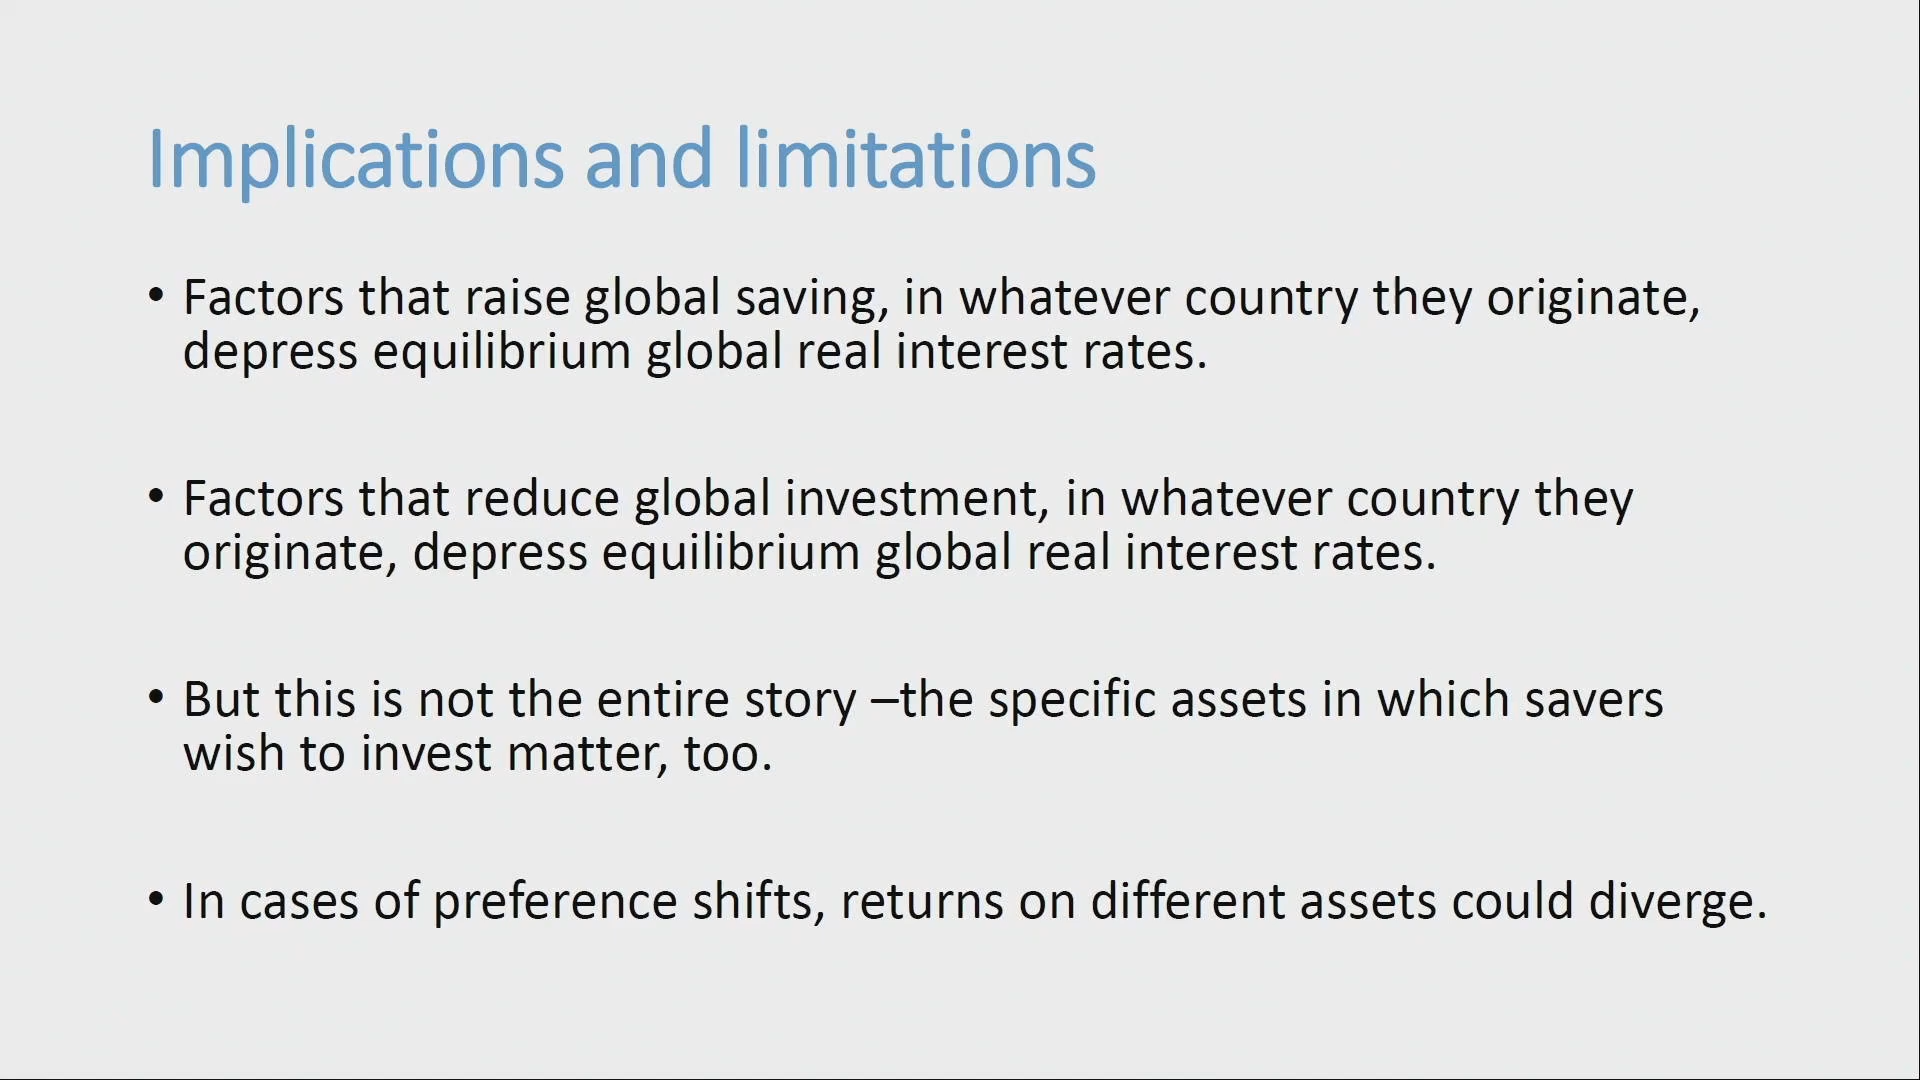 Implications and limitations
• Factors that raise global saving, in whatever country they originate,
depress equilibrium global real interest rates.
• Factors that reduce global investment, in whatever country they
originate, depress equilibrium global real interest rates.
• But this is not the entire story –the specific assets in which savers
wish to invest matter, too.
• In cases of preference shifts, returns on different assets could diverge.